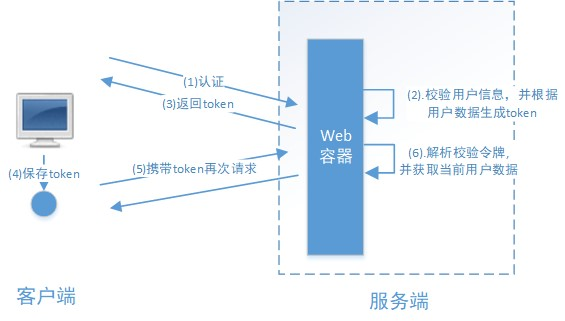 (1)认证
(2).校验用户信息，并根据
用户数据生成token
(3)返回token
Web
容器
(4)保存token
(5)携带token再次请求
(6).解析校验令牌,
并获取当前用户数据
客户端
服务端